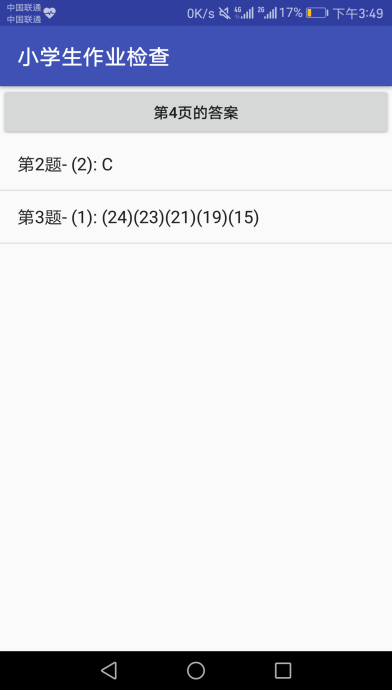 中国联通
中国联通
0K/s 4G 2G 17% 下午3:49
小学生作业检查
第4页的答案
第2题- (2): C
第3题- (1): (24)(23)(21)(19)(15)